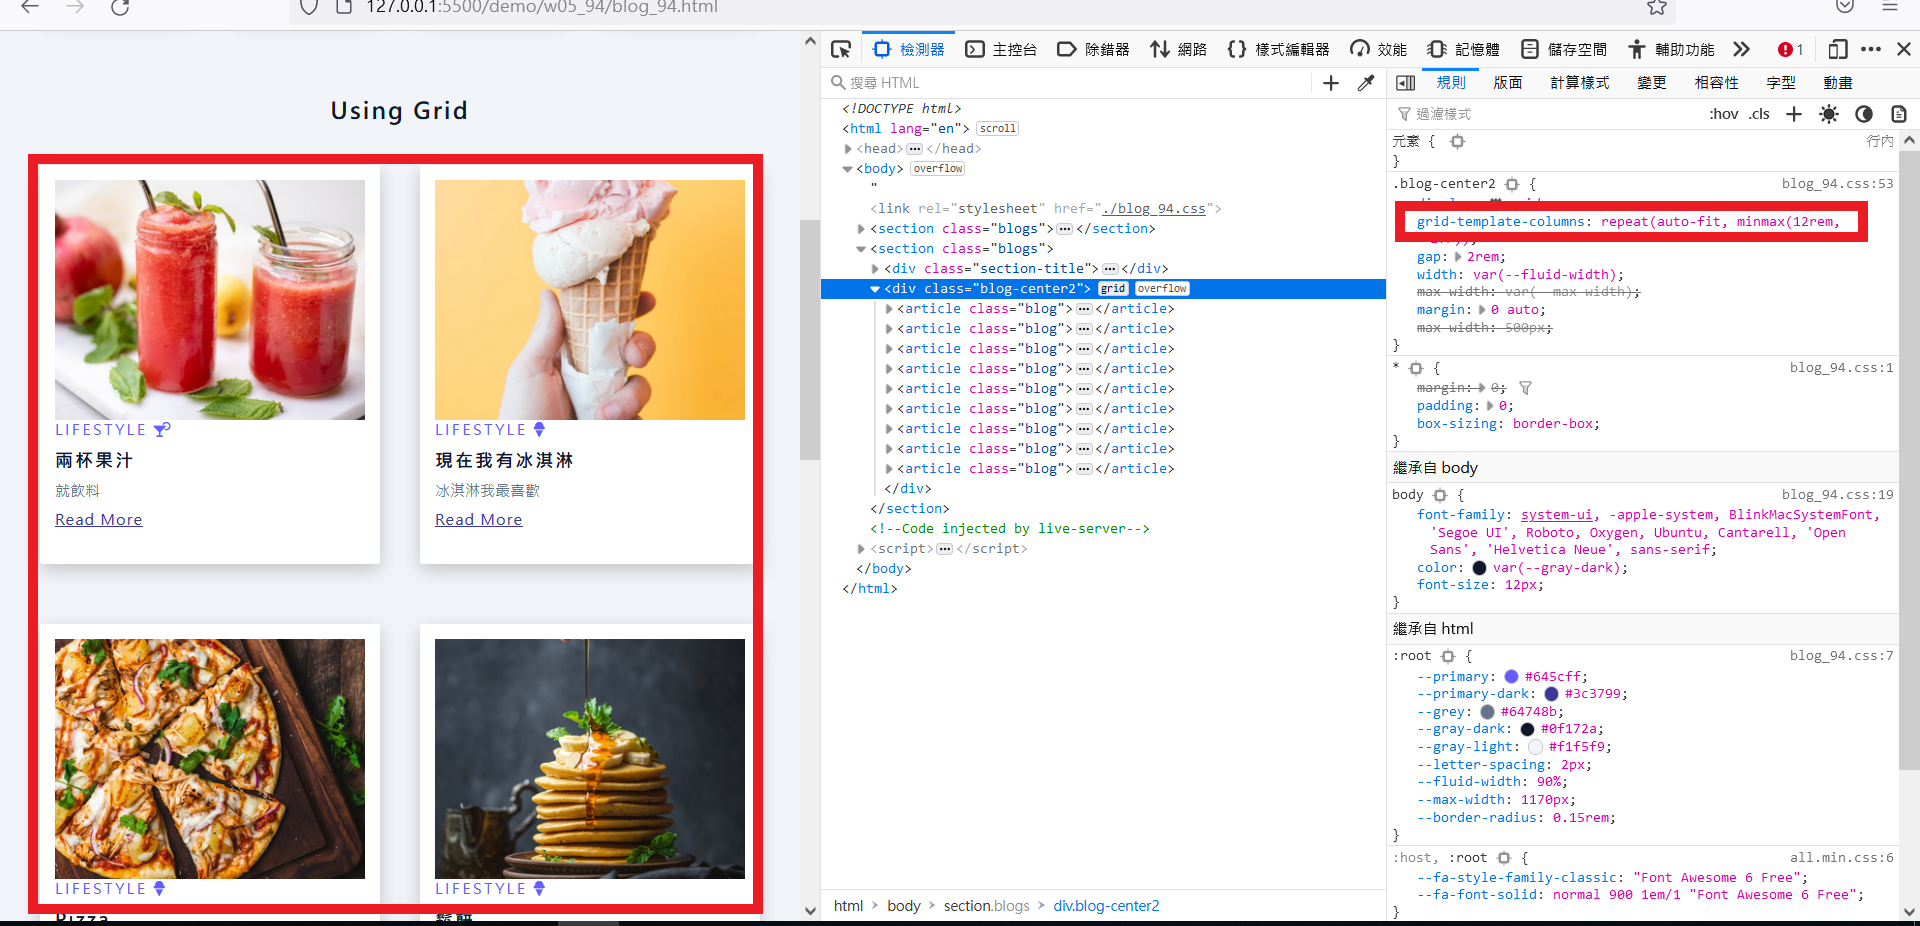 127.0.0.1:5500/demo/w05_94/blog_94.html
Using Grid
LIFESTYLE
兩杯果汁
就飲料
Read More
LIFESTYLE
現在我有冰淇淋
冰淇淋我最喜歡
Read More
LIFESTYLE
Pizza
LIFESTYLE
鬆餅
檢測器
主控台
除錯器
網路
樣式編輯器
效能
記憶體
儲存空間
輔助功能
1
搜尋 HTML
<!DOCTYPE html>
<html lang="en"> scroll
<head> ••• </head>
<body> overflow
"
<link rel="stylesheet" href="./blog_94.css">
<section class="blogs"> ••• </section>
<section class="blogs">
<div class="section-title"> ••• </div>
<div class="blog-center2"> grid overflow
<article class="blog"> ••• </article>
<article class="blog"> ••• </article>
<article class="blog"> ••• </article>
<article class="blog"> ••• </article>
<article class="blog"> ••• </article>
<article class="blog"> ••• </article>
<article class="blog"> ••• </article>
<article class="blog"> ••• </article>
<article class="blog"> ••• </article>
</div>
</section>
<!--Code injected by live-server-->
<script> ••• </script>
</body>
</html>
html > body > section.blogs > div.blog-center2
規則
版面
計算樣式
變更
相容性
字型
動畫
過濾樣式
:hov .cls
元素 { 行內
}
.blog-center2 { blog_94.css:53
grid-template-columns: repeat(auto-fit, minmax(12rem,
gap: 2rem;
width: var(--fluid-width);
max-width: var(--max-width);
margin: 0 auto;
max-width: 500px;
}
* { blog_94.css:1
margin: 0;
padding: 0;
box-sizing: border-box;
}
繼承自 body
body { blog_94.css:19
font-family: system-ui, -apple-system, BlinkMacSystemFont,
'Segoe UI', Roboto, Oxygen, Ubuntu, Cantarell, 'Open
Sans', 'Helvetica Neue', sans-serif;
color: var(--gray-dark);
font-size: 12px;
}
繼承自 html
:root { blog_94.css:7
--primary: #645cff;
--primary-dark: #3c3799;
--grey: #64748b;
--gray-dark: #0f172a;
--gray-light: #f1f5f9;
--letter-spacing: 2px;
--fluid-width: 90%;
--max-width: 1170px;
--border-radius: 0.15rem;
}
:host, :root { all.min.css:6
--fa-style-family-classic: "Font Awesome 6 Free";
--fa-font-solid: normal 900 1em/1 "Font Awesome 6 Free";
}